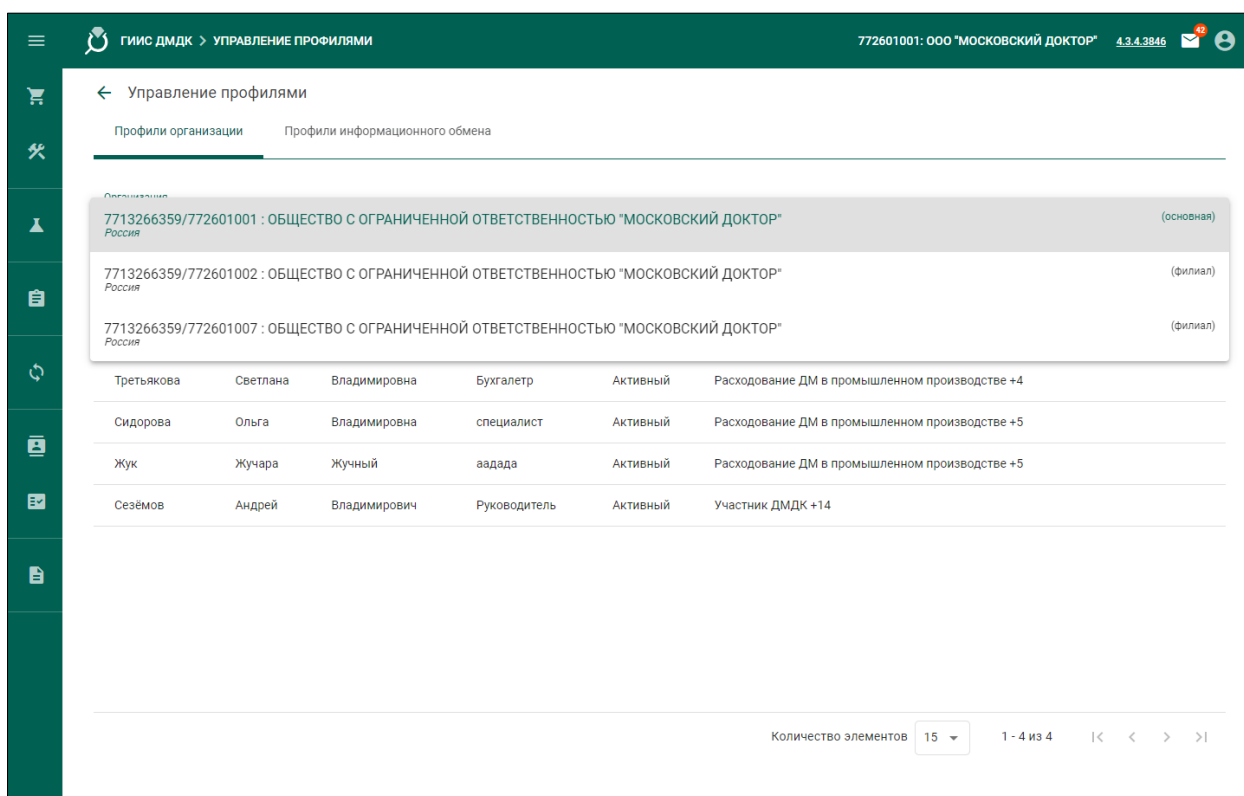 ГИИС ДМДК > УПРАВЛЕНИЕ ПРОФИЛЯМИ 772601001: ООО "МОСКОВСКИЙ ДОКТОР" 4.3.4.3846 42
Управление профилями
Профили организации Профили информационного обмена
Организация
7713266359/772601001 : ОБЩЕСТВО С ОГРАНИЧЕННОЙ ОТВЕТСТВЕННОСТЬЮ "МОСКОВСКИЙ ДОКТОР" (основная)
Россия
7713266359/772601002 : ОБЩЕСТВО С ОГРАНИЧЕННОЙ ОТВЕТСТВЕННОСТЬЮ "МОСКОВСКИЙ ДОКТОР" (филиал)
Россия
7713266359/772601007 : ОБЩЕСТВО С ОГРАНИЧЕННОЙ ОТВЕТСТВЕННОСТЬЮ "МОСКОВСКИЙ ДОКТОР" (филиал)
Россия
Третьякова Светлана Владимировна Бухгалетр Активный Расходование ДМ в промышленном производстве +4
Сидорова Ольга Владимировна специалист Активный Расходование ДМ в промышленном производстве +5
Жук Жучара Жучный аадада Активный Расходование ДМ в промышленном производстве +5
Сезёмов Андрей Владимирович Руководитель Активный Участник ДМДК +14
Количество элементов 15 1 - 4 из 4